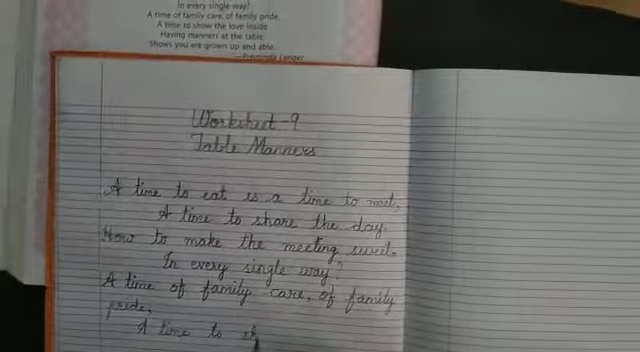 In every single way!
A time of family care, of family pride.
A time to show the love inside
Having manners at the table.
Shows you are grown up and able.
—Preminda Langer
Worksheet-9
Table Manners
A time to eat is a time to meet,
A time to share the day.
How to make the meeting sweet.
In every single way?
A time of family care, of family
pride,
A time to sh